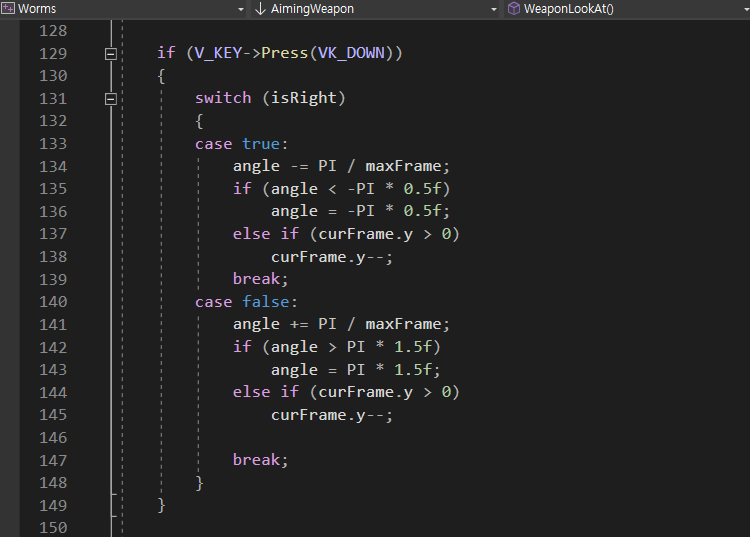 Worms AimingWeapon WeaponLookAt()
128
129 if (V_KEY->Press(VK_DOWN))
130 {
131 switch (isRight)
132 {
133 case true:
134 angle -= PI / maxFrame;
135 if (angle < -PI * 0.5f)
136 angle = -PI * 0.5f;
137 else if (curFrame.y > 0)
138 curFrame.y--;
139 break;
140 case false:
141 angle += PI / maxFrame;
142 if (angle > PI * 1.5f)
143 angle = PI * 1.5f;
144 else if (curFrame.y > 0)
145 curFrame.y--;
146
147 break;
148 }
149 }
150